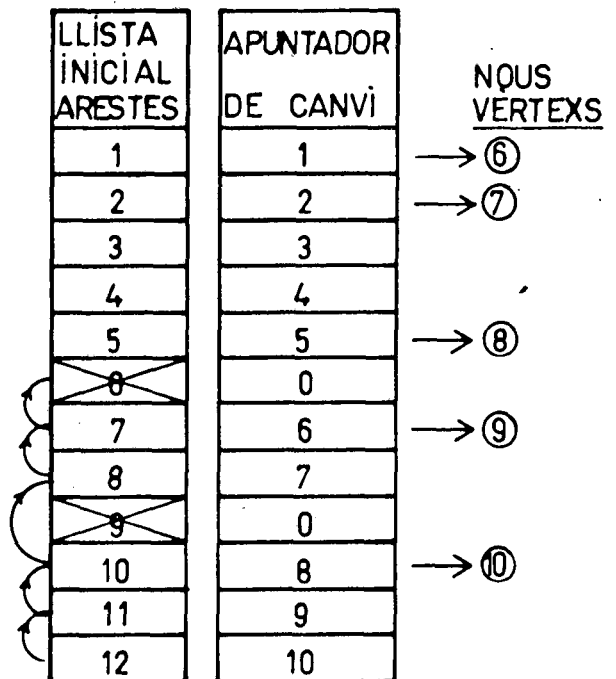 LLISTA INICIAL ARESTES
APUNTADOR DE CANVI
NOUS VERTEXS
1 1 → ⑥
2 2 → ⑦
3 3
4 4
5 5 → ⑧
6 0
7 6 → ⑨
8 7
9 0
10 8 → ⑩
11 9
12 10